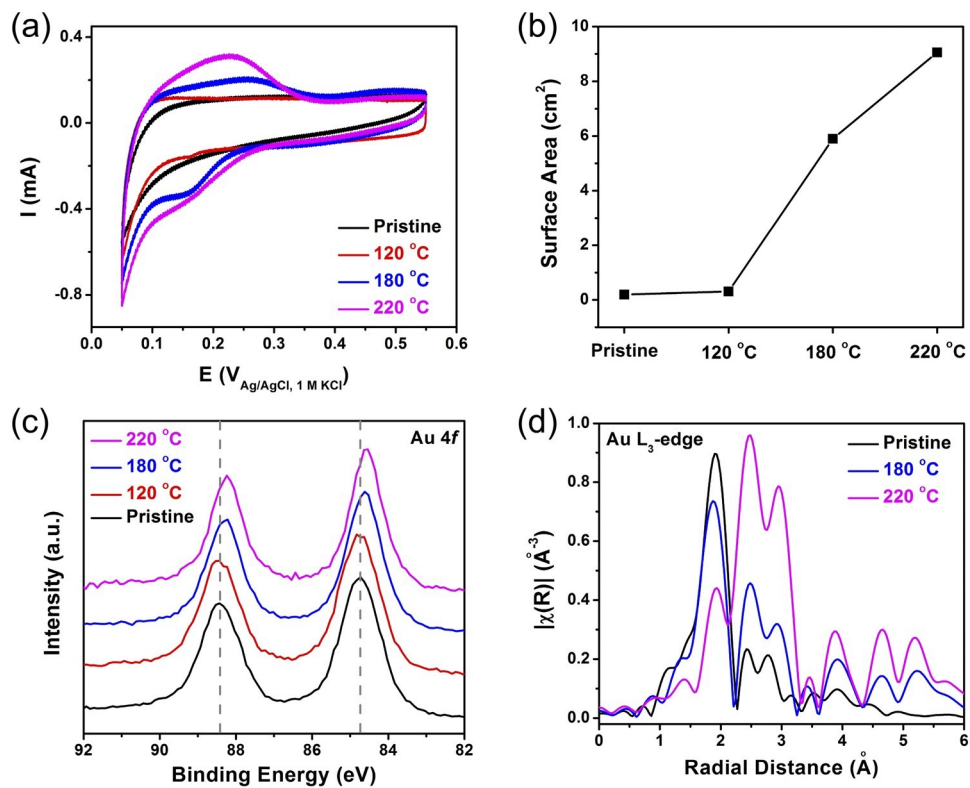 (a)
0.4
0.0
-0.4
-0.8
I (mA)
Pristine
120 °C
180 °C
220 °C
0.0 0.1 0.2 0.3 0.4 0.5 0.6
E (V Ag/AgCl, 1 M KCl)
(b)
10
8
6
4
2
0
Surface Area (cm²)
Pristine 120 °C 180 °C 220 °C
(c)
220 °C
180 °C
120 °C
Pristine
Au 4f
Intensity (a.u.)
92 90 88 86 84 82
Binding Energy (eV)
(d)
1.0
0.8
0.6
0.4
0.2
0.0
|χ(R)| (Å⁻³)
Au L₃-edge
Pristine
180 °C
220 °C
0 1 2 3 4 5 6
Radial Distance (Å)